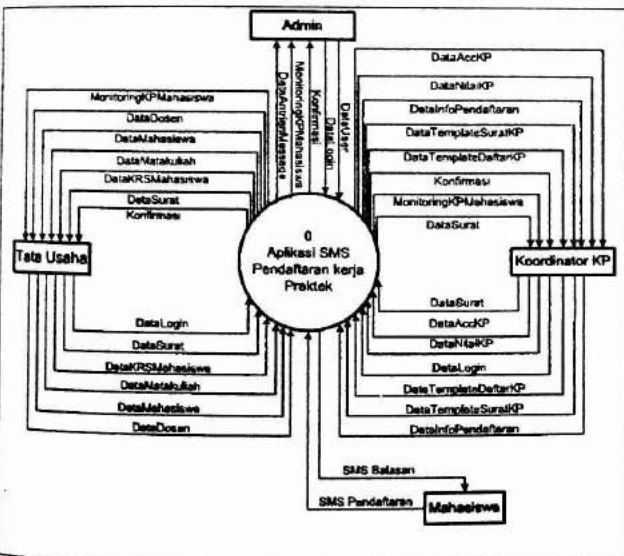 Admin
DataAntrianMessage
MonitoringKPMahasiswa
Konfirmasi
DataLogin
DataUser
MonitoringKPMahasiswa
DataDosen
DataMahasiswa
DataMatakuliah
DataKRSMahasiswa
DataSurat
Konfirmasi
DataAccKP
DataNilaiKP
DataInfoPendaftaran
DataTemplateSuratKP
DataTemplateDaftarKP
Konfirmasi
MonitoringKPMahasiswa
DataSurat
0
Aplikasi SMS
Pendaftaran kerja
Praktek
Tata Usaha
Koordinator KP
DataLogin
DataSurat
DataKRSMahasiswa
DataMatakuliah
DataMahasiswa
DataDosen
DataSurat
DataAccKP
DataNilaiKP
DataLogin
DataTemplateDaftarKP
DataTemplateSuratKP
DataInfoPendaftaran
SMS Balasan
SMS Pendaftaran
Mahasiswa